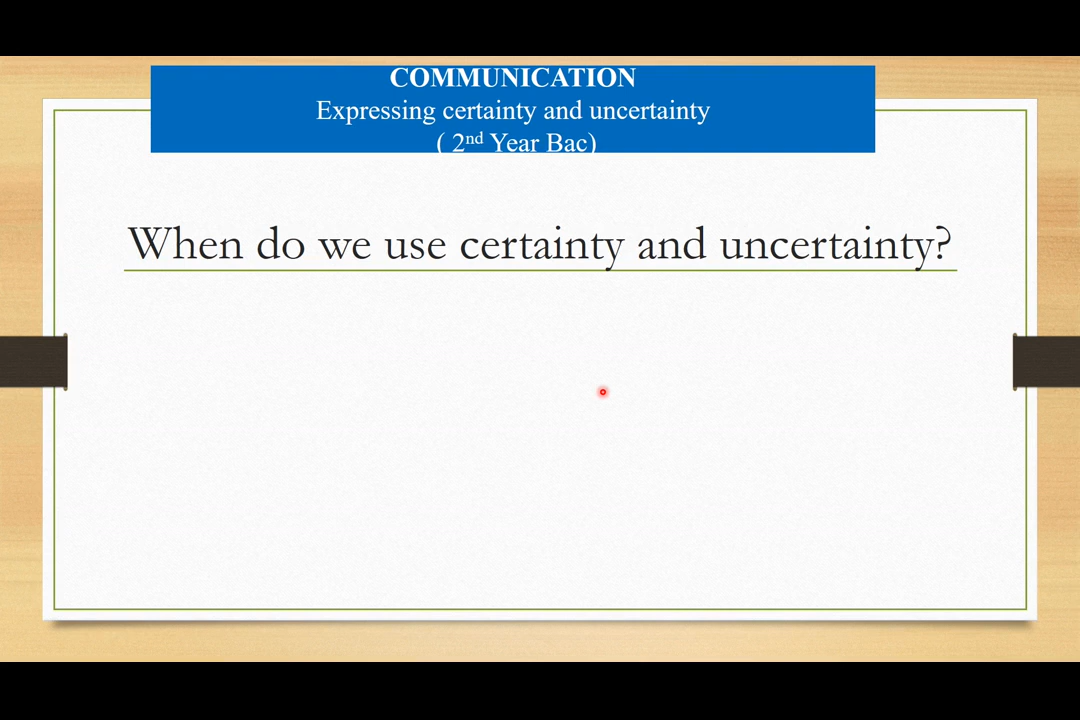 COMMUNICATION
Expressing certainty and uncertainty
( 2nd Year Bac)
When do we use certainty and uncertainty?